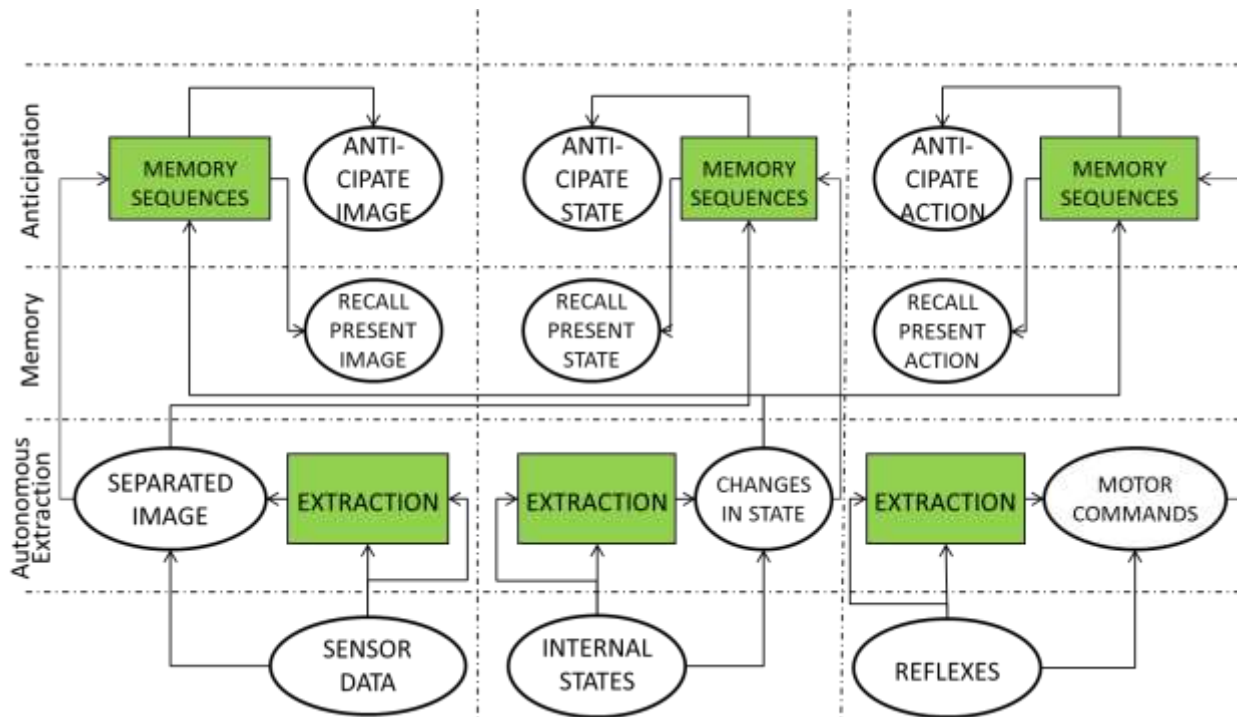 Anticipation
MEMORY
SEQUENCES
ANTI-
CIPATE
IMAGE
ANTI-
CIPATE
STATE
MEMORY
SEQUENCES
ANTI-
CIPATE
ACTION
MEMORY
SEQUENCES
Memory
RECALL
PRESENT
IMAGE
RECALL
PRESENT
STATE
RECALL
PRESENT
ACTION
Autonomous
Extraction
SEPARATED
IMAGE
EXTRACTION
EXTRACTION
CHANGES
IN STATE
EXTRACTION
MOTOR
COMMANDS
SENSOR
DATA
INTERNAL
STATES
REFLEXES